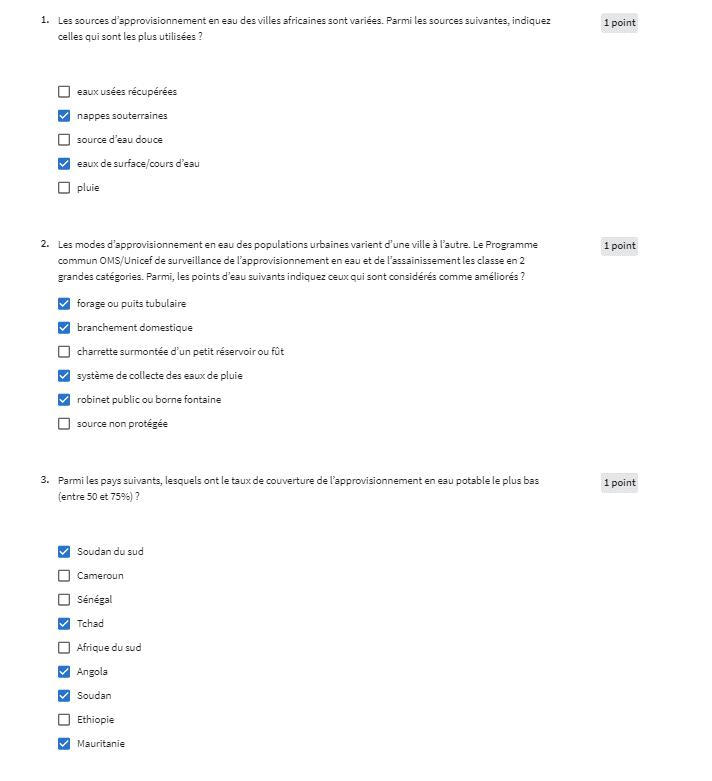 1. Les sources d'approvisionnement en eau des villes africaines sont variées. Parmi les sources suivantes, indiquez 1 point
celles qui sont les plus utilisées ?
eaux usées récupérées
nappes souterraines
source d'eau douce
eaux de surface/cours d'eau
pluie
2. Les modes d'approvisionnement en eau des populations urbaines varient d'une ville à l'autre. Le Programme 1 point
commun OMS/Unicef de surveillance de l'approvisionnement en eau et de l'assainissement les classe en 2
grandes catégories. Parmi, les points d'eau suivants indiquez ceux qui sont considérés comme améliorés ?
forage ou puits tubulaire
branchement domestique
charrette surmontée d'un petit réservoir ou fût
système de collecte des eaux de pluie
robinet public ou borne fontaine
source non protégée
3. Parmi les pays suivants, lesquels ont le taux de couverture de l'approvisionnement en eau potable le plus bas 1 point
(entre 50 et 75%) ?
Soudan du sud
Cameroun
Sénégal
Tchad
Afrique du sud
Angola
Soudan
Ethiopie
Mauritanie